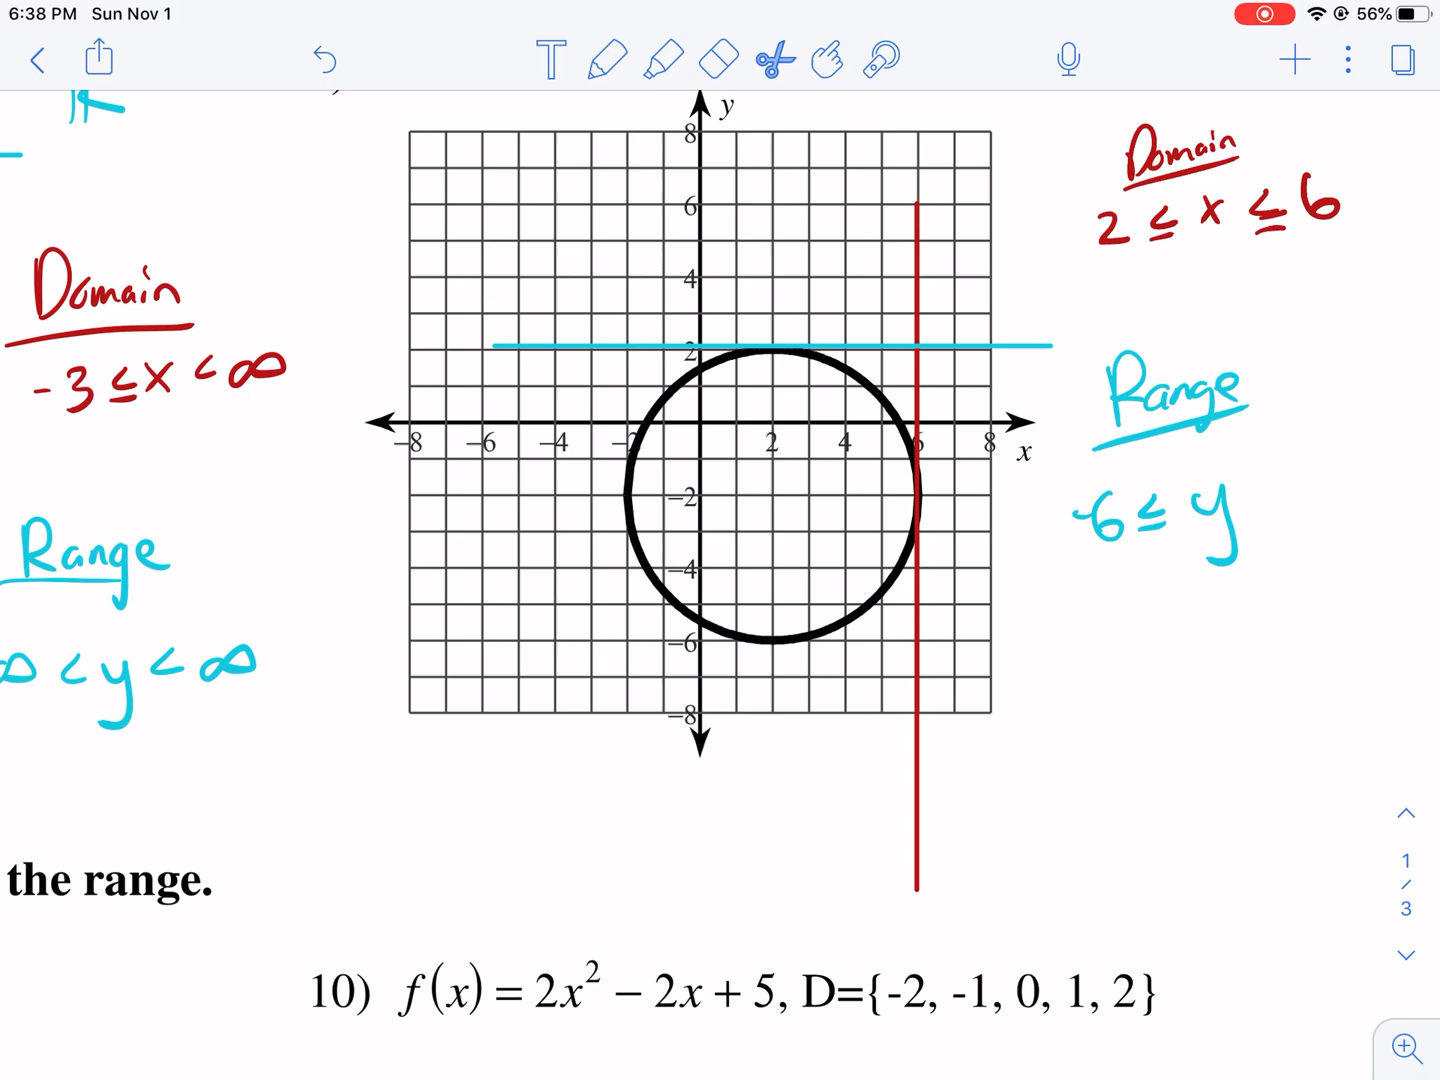 6:38 PM Sun Nov 1
56%
T
y
8
6
4
2
-8 -6 -4 -2 2 4 6 8
x
-2
-4
-6
-8
Domain
2 ≤ x ≤ 6
Range
-6 ≤ y
Domain
-3 ≤ x < ∞
Range
∞ < y < ∞
the range.
10) f(x) = 2x² − 2x + 5, D={-2, -1, 0, 1, 2}
1
/
3